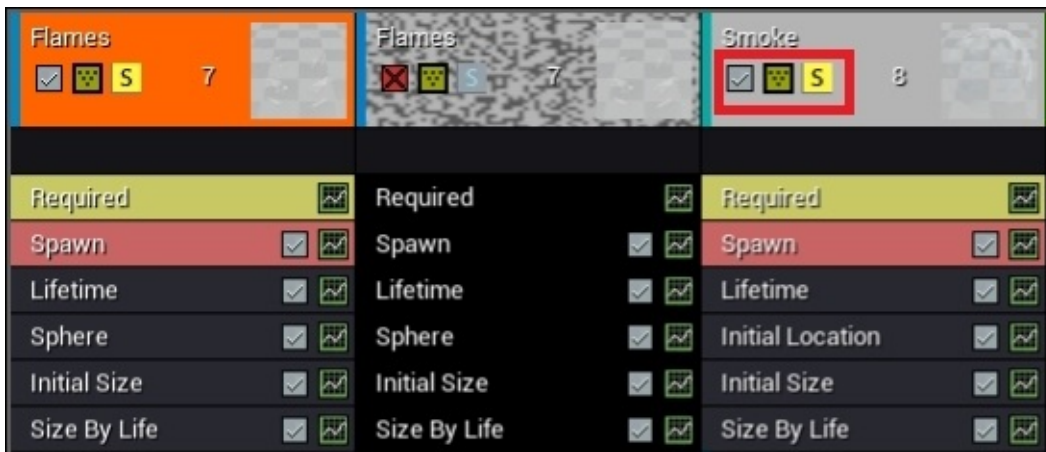 Flames
S 7
Flames
S 7
Smoke
S 8
Required
Spawn
Lifetime
Sphere
Initial Size
Size By Life
Required
Spawn
Lifetime
Sphere
Initial Size
Size By Life
Required
Spawn
Lifetime
Initial Location
Initial Size
Size By Life